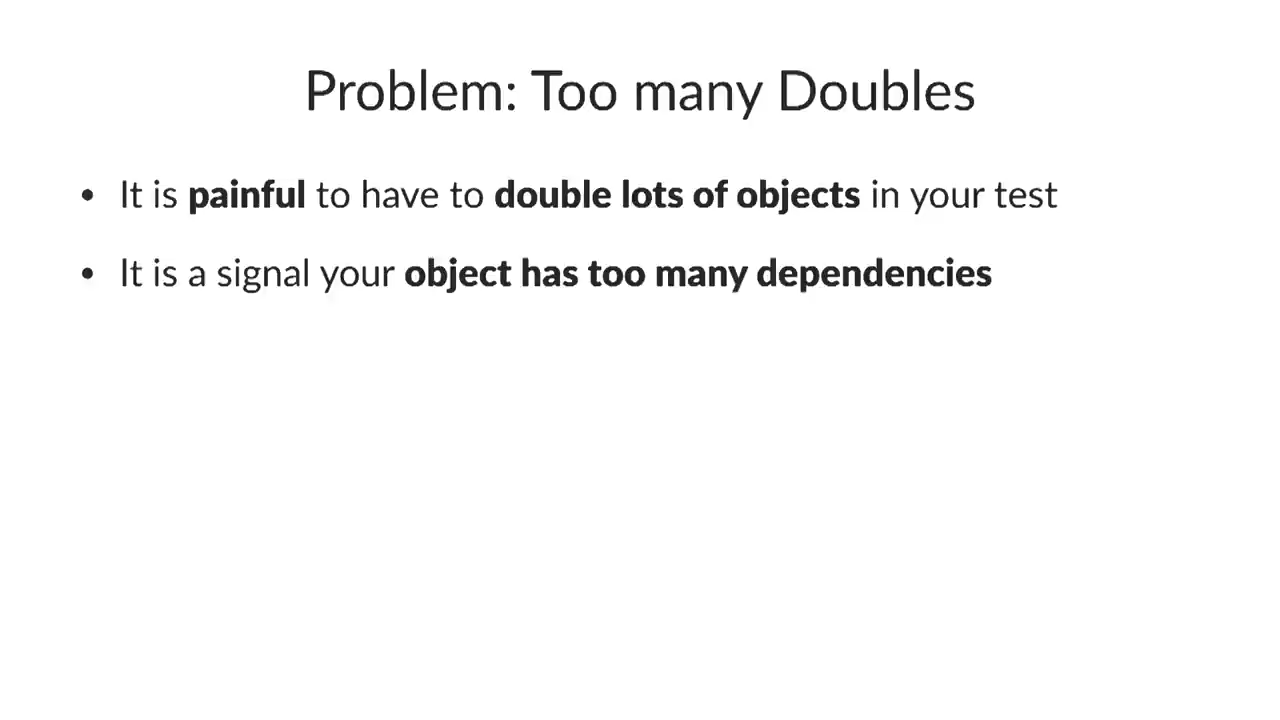 Problem: Too many Doubles
• It is painful to have to double lots of objects in your test
• It is a signal your object has too many dependencies